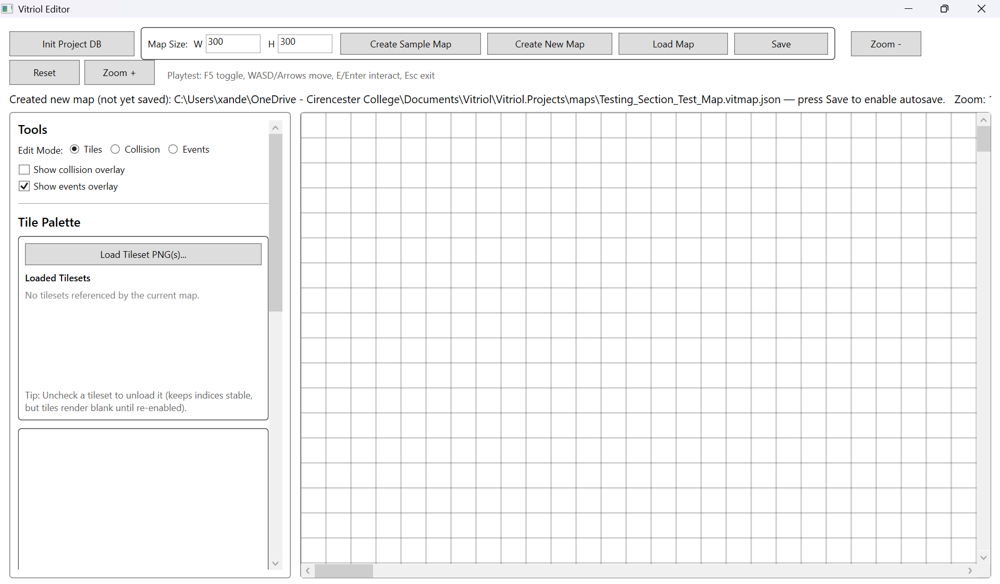 Vitriol Editor
Init Project DB
Map Size: W 300 H 300 Create Sample Map Create New Map Load Map Save
Zoom -
Reset Zoom + Playtest: F5 toggle, WASD/Arrows move, E/Enter interact, Esc exit
Created new map (not yet saved): C:\Users\xande\OneDrive - Cirencester College\Documents\Vitriol\Vitriol.Projects\maps\Testing_Section_Test_Map.vitmap.json — press Save to enable autosave. Zoom:
Tools
Edit Mode: Tiles Collision Events
Show collision overlay
Show events overlay
Tile Palette
Load Tileset PNG(s)...
Loaded Tilesets
No tilesets referenced by the current map.
Tip: Uncheck a tileset to unload it (keeps indices stable,
but tiles render blank until re-enabled).